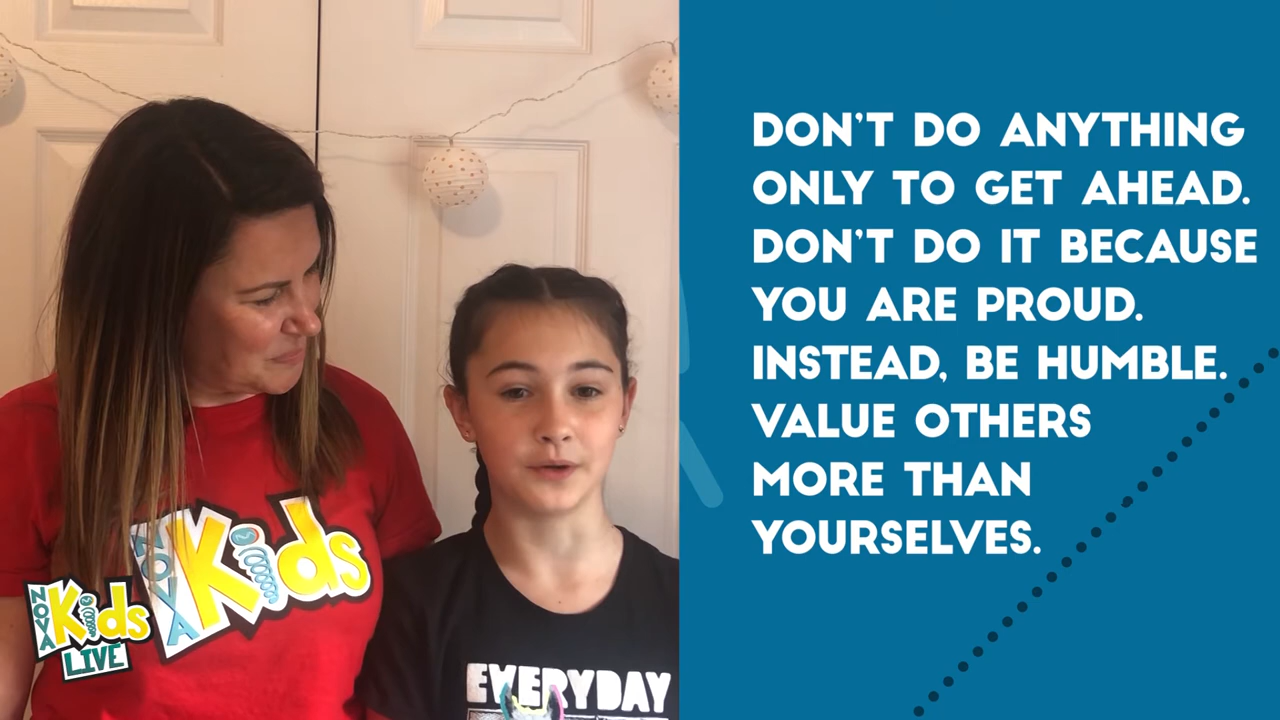 DON'T DO ANYTHING
ONLY TO GET AHEAD.
DON'T DO IT BECAUSE
YOU ARE PROUD.
INSTEAD, BE HUMBLE.
VALUE OTHERS
MORE THAN
YOURSELVES.
NOVA Kids
NOVA Kids
LIVE
EVERYDAY